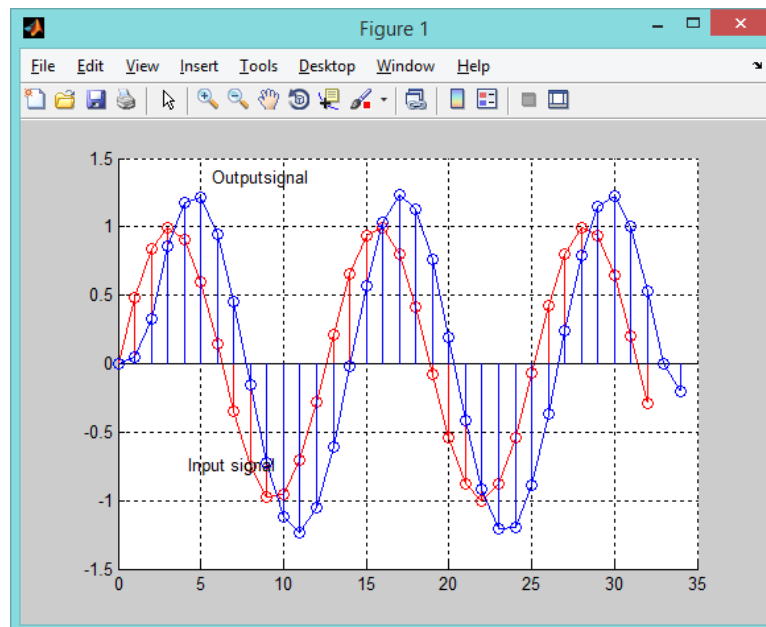 Figure 1
File Edit View Insert Tools Desktop Window Help
1.5
Outputsignal
1
0.5
0
-0.5
Input signal
-1
-1.5
0 5 10 15 20 25 30 35